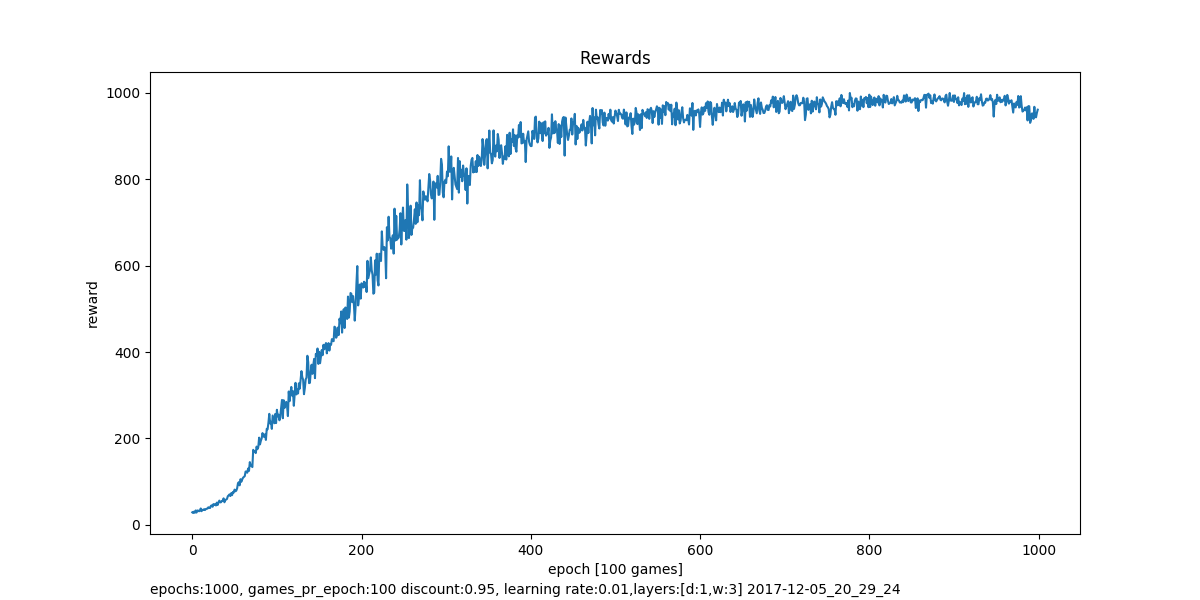 Rewards
1000
800
600
400
200
0
reward
0 200 400 600 800 1000
epoch [100 games]
epochs:1000, games_pr_epoch:100 discount:0.95, learning rate:0.01,layers:[d:1,w:3] 2017-12-05_20_29_24